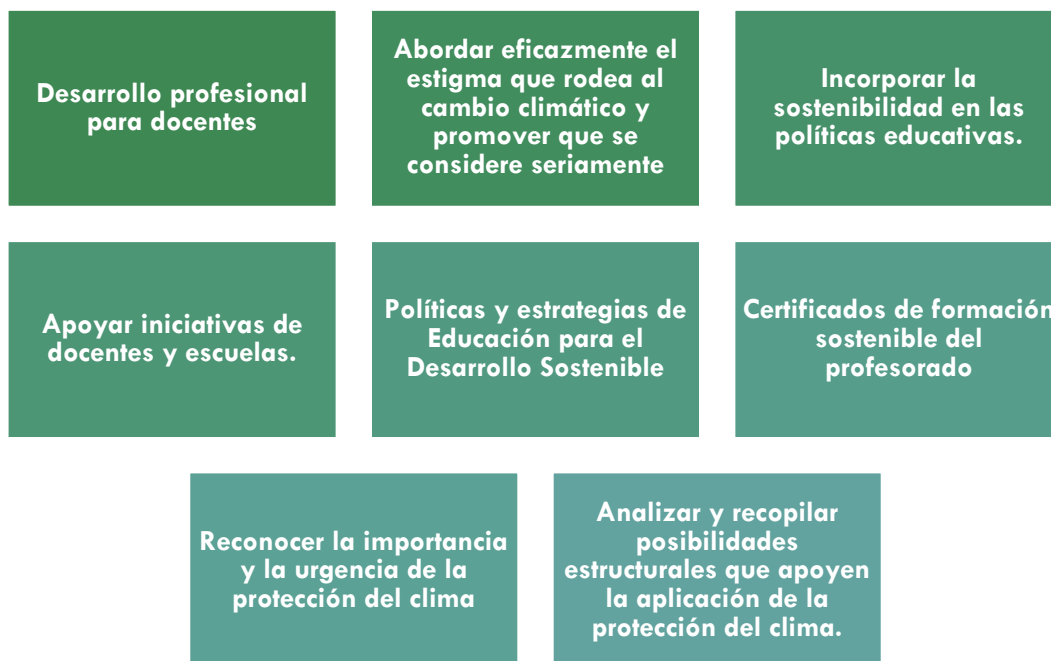 Desarrollo profesional
para docentes
Abordar eficazmente el
estigma que rodea al
cambio climático y
promover que se
considere seriamente
Incorporar la
sostenibilidad en las
políticas educativas.
Apoyar iniciativas de
docentes y escuelas.
Políticas y estrategias de
Educación para el
Desarrollo Sostenible
Certificados de formación
sostenible del
profesorado
Reconocer la importancia
y la urgencia de la
protección del clima
Analizar y recopilar
posibilidades
estructurales que apoyen
la aplicación de la
protección del clima.